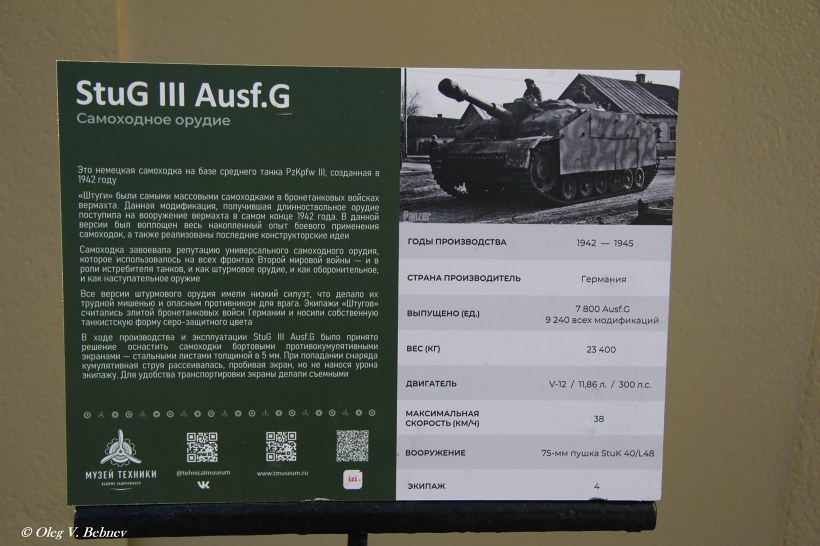 StuG III Ausf.G
Самоходное орудие
Это немецкая самоходка на базе среднего танка PzKpfw III, созданная в
1942 году
«Штуги» были самыми массовыми самоходками в бронетанковых войсках
вермахта. Данная модификация, получившая длинноствольное орудие
поступила на вооружение вермахта в самом конце 1942 года. В данной
версии был воплощен весь накопленный опыт боевого применения
самоходок, а также реализованы последние конструкторские идеи
Самоходка завоевала репутацию универсального самоходного орудия,
которое использовалось на всех фронтах Второй мировой войны — и в
роли истребителя танков, и как штурмовое орудие, и как оборонительное,
и как наступательное оружие
Все версии штурмового орудия имели низкий силуэт, что делало их
трудной мишенью и опасным противником для врага. Экипажи «Штугов»
считались элитой бронетанковых войск Германии и носили собственную
танкистскую форму серо-защитного цвета
В ходе производства и эксплуатации StuG III Ausf.G было принято
решение оснастить самоходки бортовыми противокумулятивными
экранами — стальными листами толщиной в 5 мм. При попадании снаряда
кумулятивная струя рассеивалась, пробивая экран, но не нанося урона
экипажу. Для удобства транспортировки экраны делали съемными
МУЗЕЙ ТЕХНИКИ
ВАДИМА ЗАДОРОЖНОГО
@tehnicalmuseum
www.tmuseum.ru
izi.
Panzer
ГОДЫ ПРОИЗВОДСТВА 1942 — 1945
СТРАНА ПРОИЗВОДИТЕЛЬ Германия
ВЫПУЩЕНО (ЕД.) 7 800 Ausf.G
9 240 всех модификаций
ВЕС (КГ) 23 400
ДВИГАТЕЛЬ V-12 / 11,86 л. / 300 л.с.
МАКСИМАЛЬНАЯ
СКОРОСТЬ (КМ/Ч) 38
ВООРУЖЕНИЕ 75-мм пушка StuK 40/L48
ЭКИПАЖ 4
© Oleg V. Bebnev